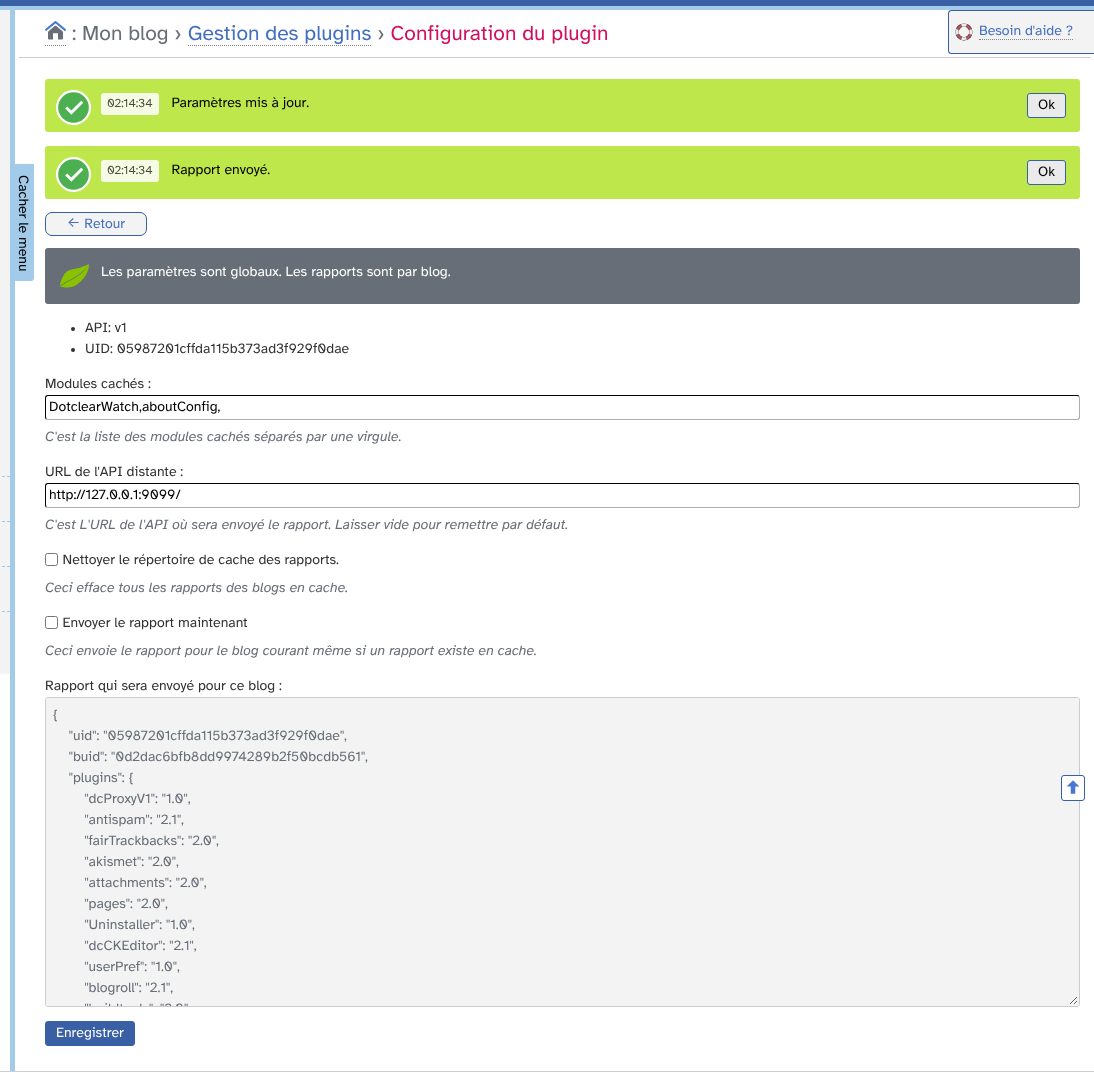 : Mon blog › Gestion des plugins › Configuration du plugin
Besoin d'aide ?
02:14:34 Paramètres mis à jour. Ok
02:14:34 Rapport envoyé. Ok
Cacher le menu
← Retour
Les paramètres sont globaux. Les rapports sont par blog.
• API: v1
• UID: 05987201cffda115b373ad3f929f0dae
Modules cachés :
DotclearWatch,aboutConfig,
C'est la liste des modules cachés séparés par une virgule.
URL de l'API distante :
http://127.0.0.1:9099/
C'est L'URL de l'API où sera envoyé le rapport. Laisser vide pour remettre par défaut.
Nettoyer le répertoire de cache des rapports.
Ceci efface tous les rapports des blogs en cache.
Envoyer le rapport maintenant
Ceci envoie le rapport pour le blog courant même si un rapport existe en cache.
Rapport qui sera envoyé pour ce blog :
{
"uid": "05987201cffda115b373ad3f929f0dae",
"buid": "0d2dac6bfb8dd9974289b2f50bcdb561",
"plugins": {
"dcProxyV1": "1.0",
"antispam": "2.1",
"fairTrackbacks": "2.0",
"akismet": "2.0",
"attachments": "2.0",
"pages": "2.0",
"Uninstaller": "1.0",
"dcCKEditor": "2.1",
"userPref": "1.0",
"blogroll": "2.1",
Enregistrer